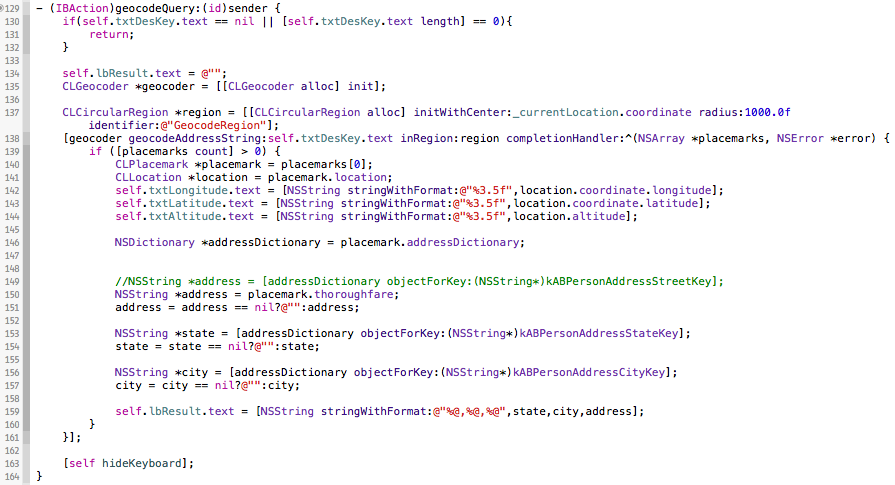 129 - (IBAction)geocodeQuery:(id)sender {
130 if(self.txtDesKey.text == nil || [self.txtDesKey.text length] == 0){
131 return;
132 }
133
134 self.lbResult.text = @"";
135 CLGeocoder *geocoder = [[CLGeocoder alloc] init];
136
137 CLCircularRegion *region = [[CLCircularRegion alloc] initWithCenter:_currentLocation.coordinate radius:1000.0f
identifier:@"GeocodeRegion"];
138 [geocoder geocodeAddressString:self.txtDesKey.text inRegion:region completionHandler:^(NSArray *placemarks, NSError *error) {
139 if ([placemarks count] > 0) {
140 CLPlacemark *placemark = placemarks[0];
141 CLLocation *location = placemark.location;
142 self.txtLongitude.text = [NSString stringWithFormat:@"%3.5f",location.coordinate.longitude];
143 self.txtLatitude.text = [NSString stringWithFormat:@"%3.5f",location.coordinate.latitude];
144 self.txtAltitude.text = [NSString stringWithFormat:@"%3.5f",location.altitude];
145
146 NSDictionary *addressDictionary = placemark.addressDictionary;
147
148
149 //NSString *address = [addressDictionary objectForKey:(NSString*)kABPersonAddressStreetKey];
150 NSString *address = placemark.thoroughfare;
151 address = address == nil?@"":address;
152
153 NSString *state = [addressDictionary objectForKey:(NSString*)kABPersonAddressStateKey];
154 state = state == nil?@"":state;
155
156 NSString *city = [addressDictionary objectForKey:(NSString*)kABPersonAddressCityKey];
157 city = city == nil?@"":city;
158
159 self.lbResult.text = [NSString stringWithFormat:@"%@,%@,%@",state,city,address];
160 }
161 }];
162
163 [self hideKeyboard];
164 }